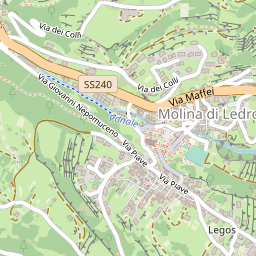 Via dei Colli
Via dei Colli
SS240
Via Maffei
Molina di Ledro
Via Giovanni Nepomuceno
Ponale
Via Piave
Via Piave
Legos